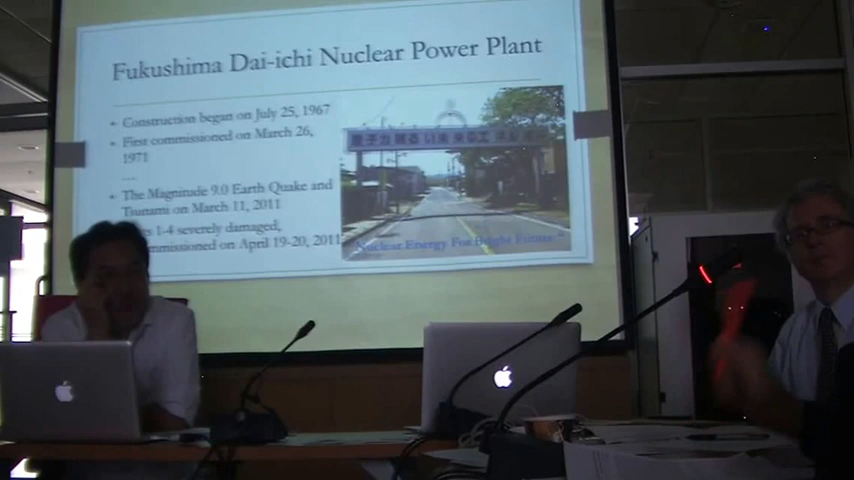 Fukushima Dai-ichi Nuclear Power Plant
Construction began on July 25, 1967
First commissioned on March 26,
1971
....
The Magnitude 9.0 Earth Quake and
Tsunami on March 11, 2011
1-4 severely damaged,
on April 19-20, 2011
"Nuclear Energy For Bright Future"